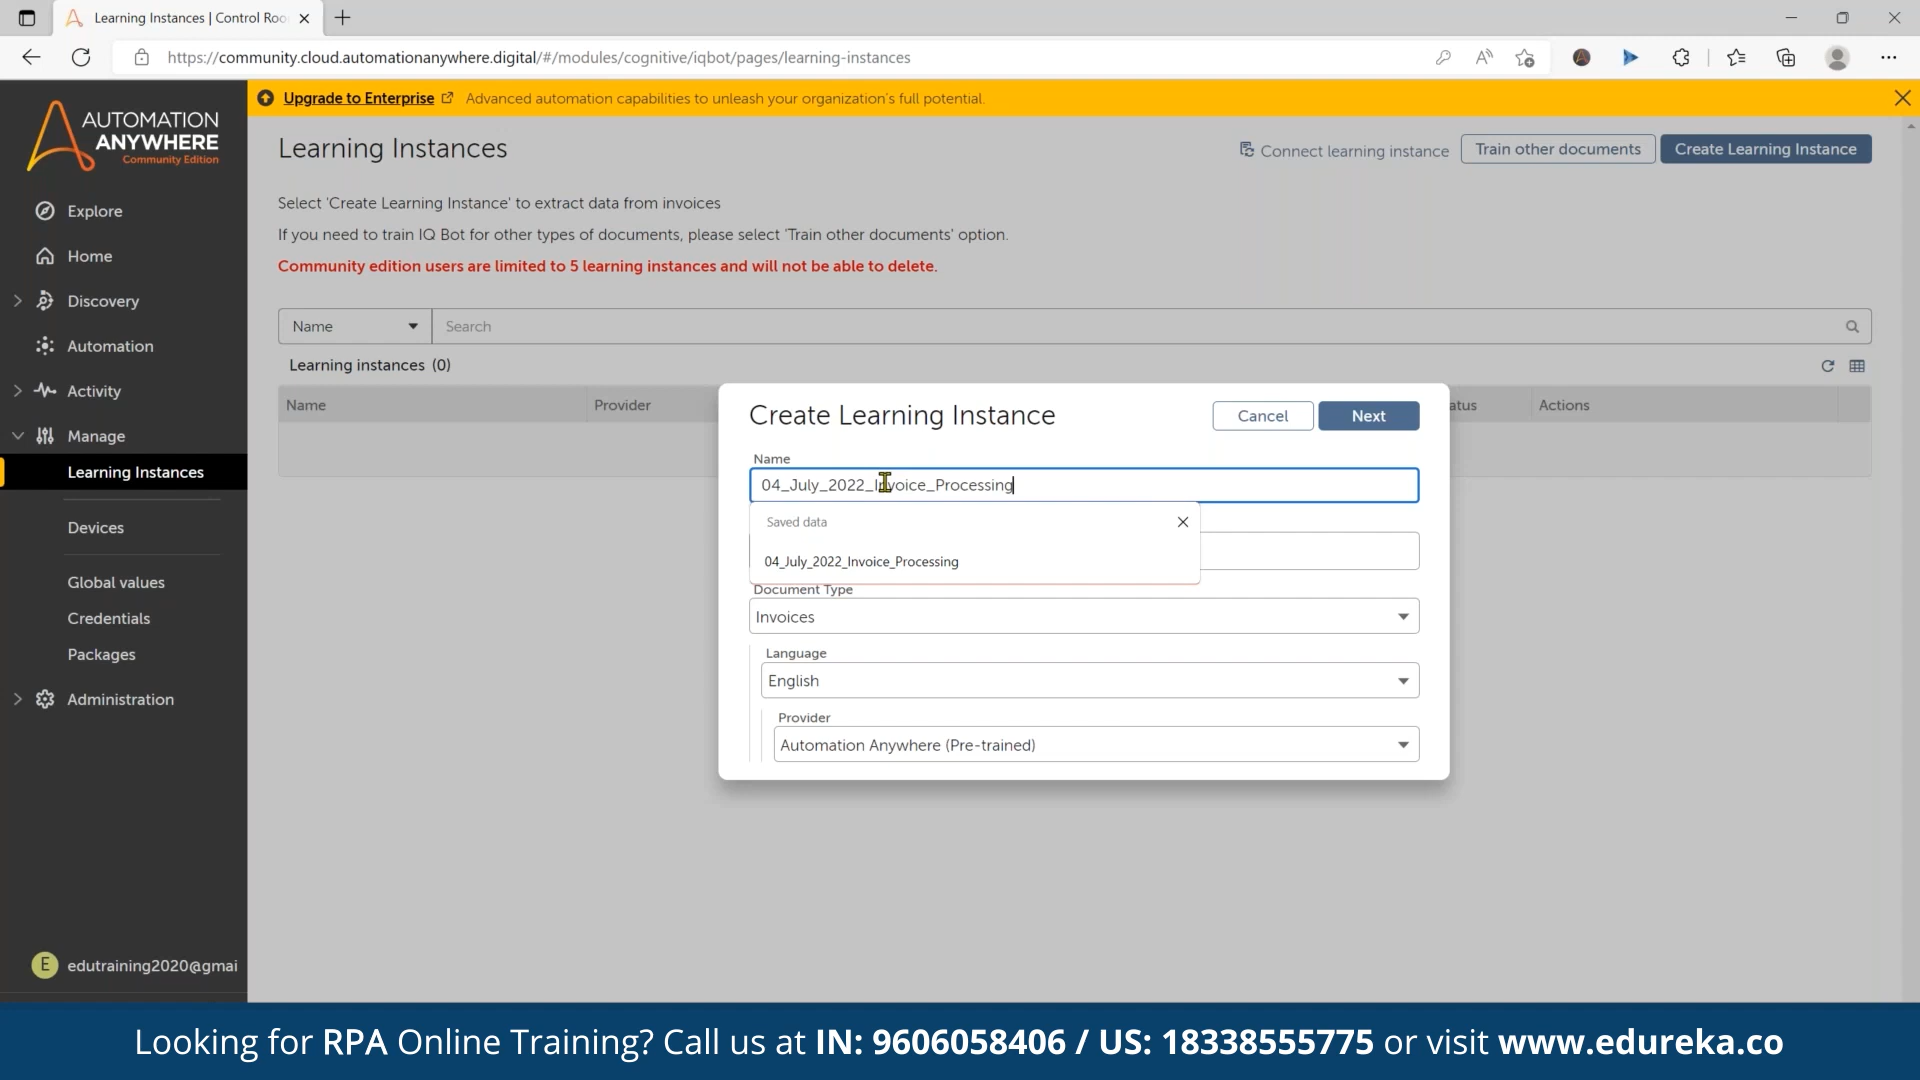 Learning Instances | Control Roo
https://community.cloud.automationanywhere.digital/#/modules/cognitive/iqbot/pages/learning-instances
Upgrade to Enterprise Advanced automation capabilities to unleash your organization's full potential.
AUTOMATION
ANYWHERE
Community Edition
Explore
Home
Discovery
Automation
Activity
Manage
Learning Instances
Devices
Global values
Credentials
Packages
Administration
E edutraining2020@gmai
Learning Instances
Connect learning instance
Train other documents
Create Learning Instance
Select 'Create Learning Instance' to extract data from invoices
If you need to train IQ Bot for other types of documents, please select 'Train other documents' option.
Community edition users are limited to 5 learning instances and will not be able to delete.
Name Search
Learning instances (0)
Name Provider atus Actions
Create Learning Instance
Cancel
Next
Name
04_July_2022_Invoice_Processing
Saved data
04_July_2022_Invoice_Processing
Document Type
Invoices
Language
English
Provider
Automation Anywhere (Pre-trained)
Looking for RPA Online Training? Call us at IN: 9606058406 / US: 18338555775 or visit www.edureka.co